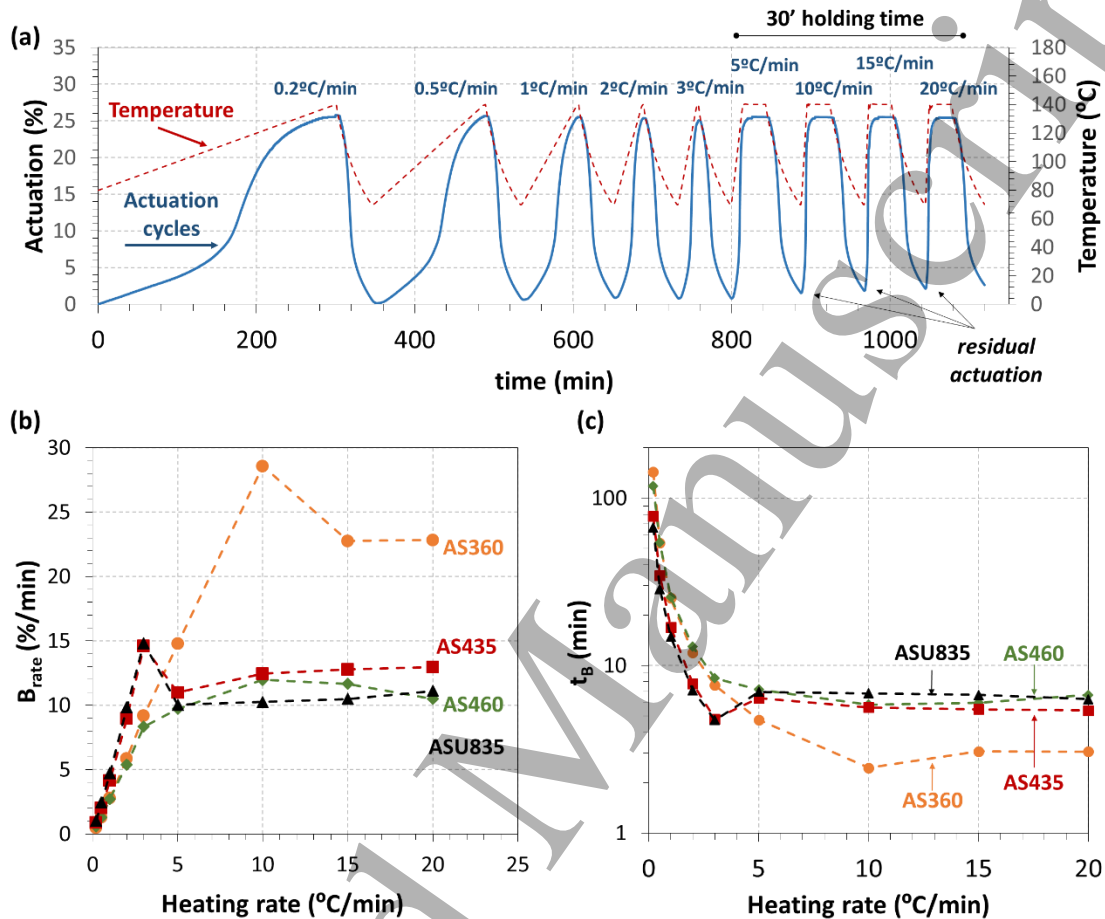 30' holding time
(a)
Actuation (%)
35
30
25
20
15
10
5
0
0.2ºC/min
0.5ºC/min
1ºC/min
2ºC/min
3ºC/min
5ºC/min
10ºC/min
15ºC/min
20ºC/min
Temperature
Actuation
cycles
180
160
140
120
100
80
60
40
20
0
Temperature (ºC)
0
200
400
600
800
1000
time (min)
residual
actuation
(b)
B_rate (%/min)
30
25
20
15
10
5
0
AS360
AS435
AS460
ASU835
0
5
10
15
20
25
Heating rate (ºC/min)
(c)
t_B (min)
100
10
1
ASU835
AS460
AS360
AS435
0
5
10
15
20
Heating rate (ºC/min)
d Manuscri